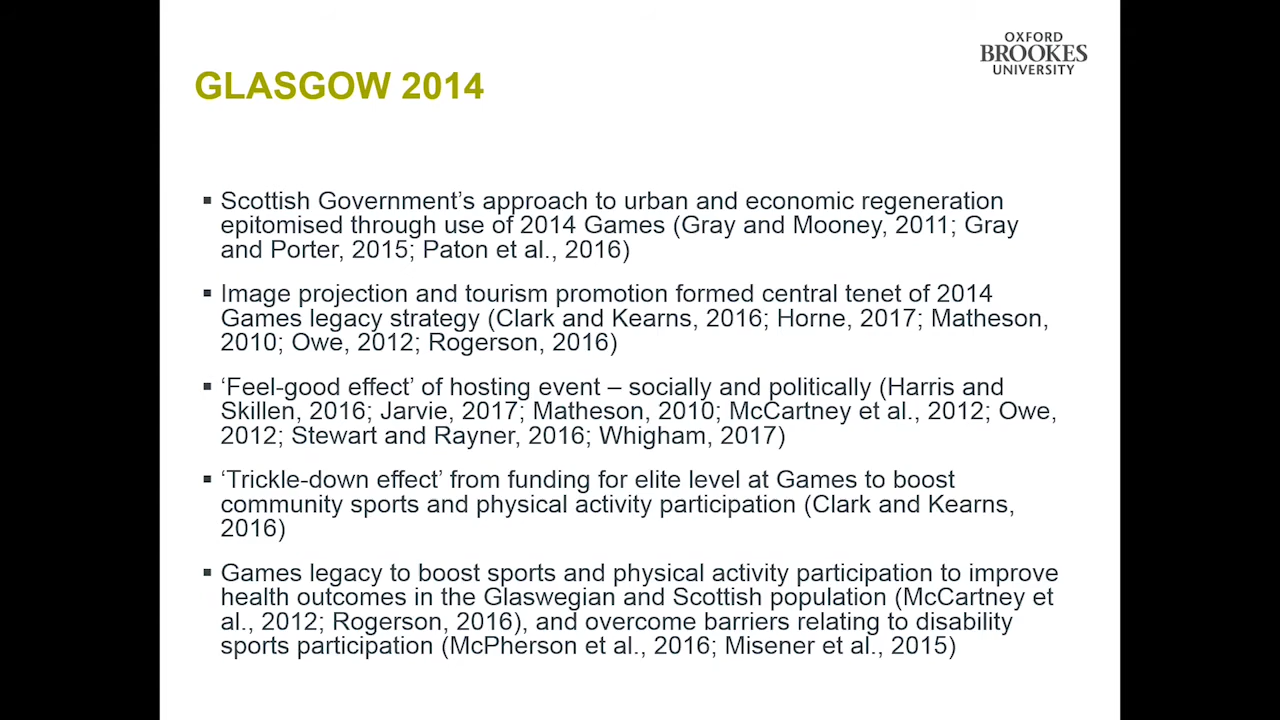 OXFORD
BROOKES
UNIVERSITY
GLASGOW 2014
▪ Scottish Government’s approach to urban and economic regeneration
epitomised through use of 2014 Games (Gray and Mooney, 2011; Gray
and Porter, 2015; Paton et al., 2016)
▪ Image projection and tourism promotion formed central tenet of 2014
Games legacy strategy (Clark and Kearns, 2016; Horne, 2017; Matheson,
2010; Owe, 2012; Rogerson, 2016)
▪ ‘Feel-good effect’ of hosting event – socially and politically (Harris and
Skillen, 2016; Jarvie, 2017; Matheson, 2010; McCartney et al., 2012; Owe,
2012; Stewart and Rayner, 2016; Whigham, 2017)
▪ ‘Trickle-down effect’ from funding for elite level at Games to boost
community sports and physical activity participation (Clark and Kearns,
2016)
▪ Games legacy to boost sports and physical activity participation to improve
health outcomes in the Glaswegian and Scottish population (McCartney et
al., 2012; Rogerson, 2016), and overcome barriers relating to disability
sports participation (McPherson et al., 2016; Misener et al., 2015)